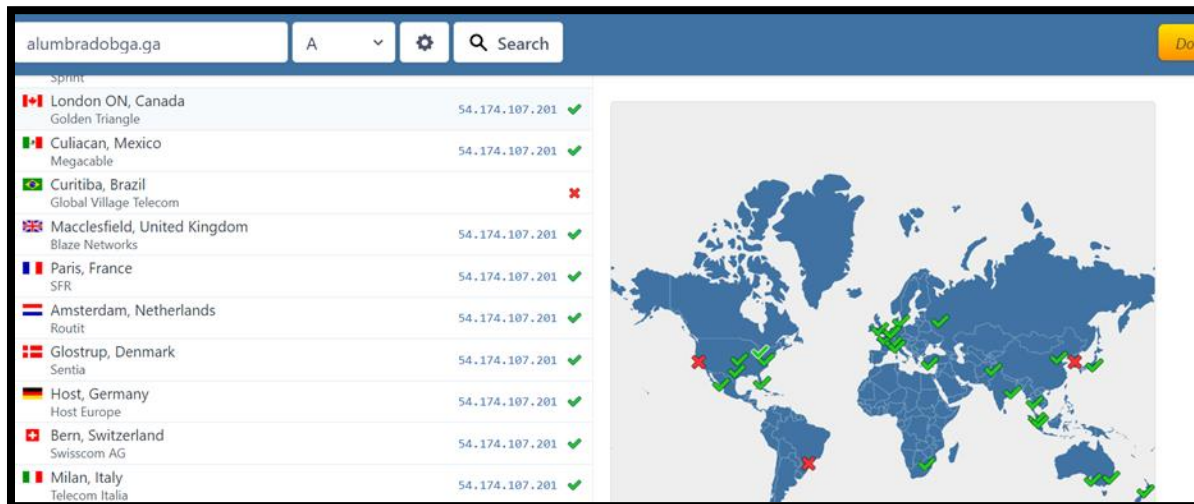 alumbradobga.ga
A
Search
Do
Sprint
London ON, Canada
Golden Triangle
54.174.107.201
Culiacan, Mexico
Megacable
54.174.107.201
Curitiba, Brazil
Global Village Telecom
Macclesfield, United Kingdom
Blaze Networks
54.174.107.201
Paris, France
SFR
54.174.107.201
Amsterdam, Netherlands
Routit
54.174.107.201
Glostrup, Denmark
Sentia
54.174.107.201
Host, Germany
Host Europe
54.174.107.201
Bern, Switzerland
Swisscom AG
54.174.107.201
Milan, Italy
Telecom Italia
54.174.107.201